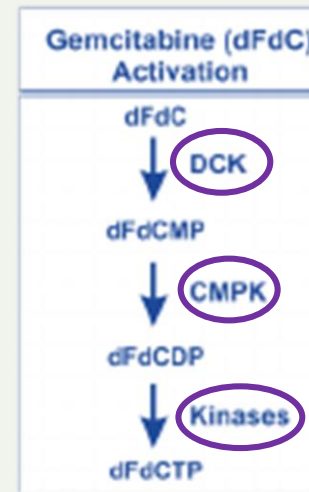 Gemcitabine (dFdC)
Activation
dFdC
DCK
dFdCMP
CMPK
dFdCDP
Kinases
dFdCTP